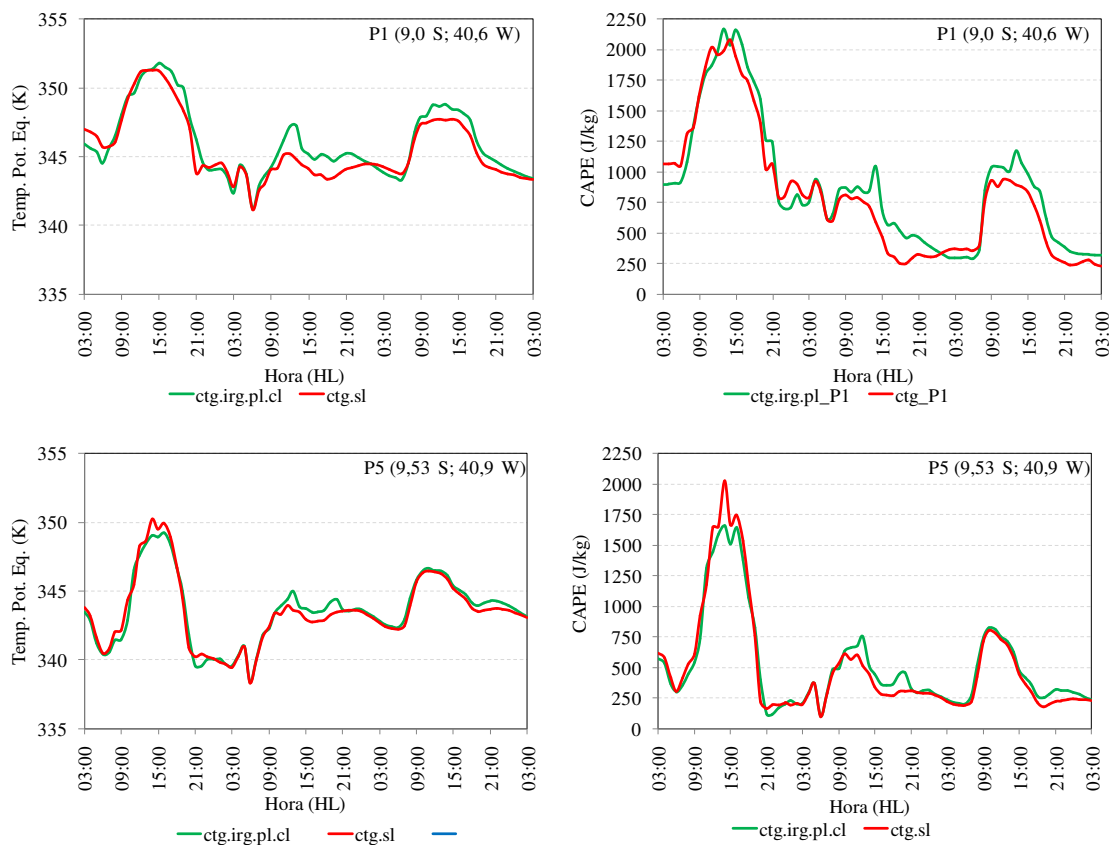 P1 (9,0 S; 40,6 W)
Temp. Pot. Eq. (K)
355
350
345
340
335
03:00 09:00 15:00 21:00 03:00 09:00 15:00 21:00 03:00 09:00 15:00 21:00 03:00
Hora (HL)
ctg.irg.pl.cl ctg.sl
P1 (9,0 S; 40,6 W)
CAPE (J/kg)
2250
2000
1750
1500
1250
1000
750
500
250
0
03:00 09:00 15:00 21:00 03:00 09:00 15:00 21:00 03:00 09:00 15:00 21:00 03:00
Hora (HL)
ctg.irg.pl_P1 ctg_P1
P5 (9,53 S; 40,9 W)
Temp. Pot. Eq. (K)
355
350
345
340
335
03:00 09:00 15:00 21:00 03:00 09:00 15:00 21:00 03:00 09:00 15:00 21:00 03:00
Hora (HL)
ctg.irg.pl.cl ctg.sl
P5 (9,53 S; 40,9 W)
CAPE (J/kg)
2250
2000
1750
1500
1250
1000
750
500
250
0
03:00 09:00 15:00 21:00 03:00 09:00 15:00 21:00 03:00 09:00 15:00 21:00 03:00
Hora (HL)
ctg.irg.pl.cl ctg.sl